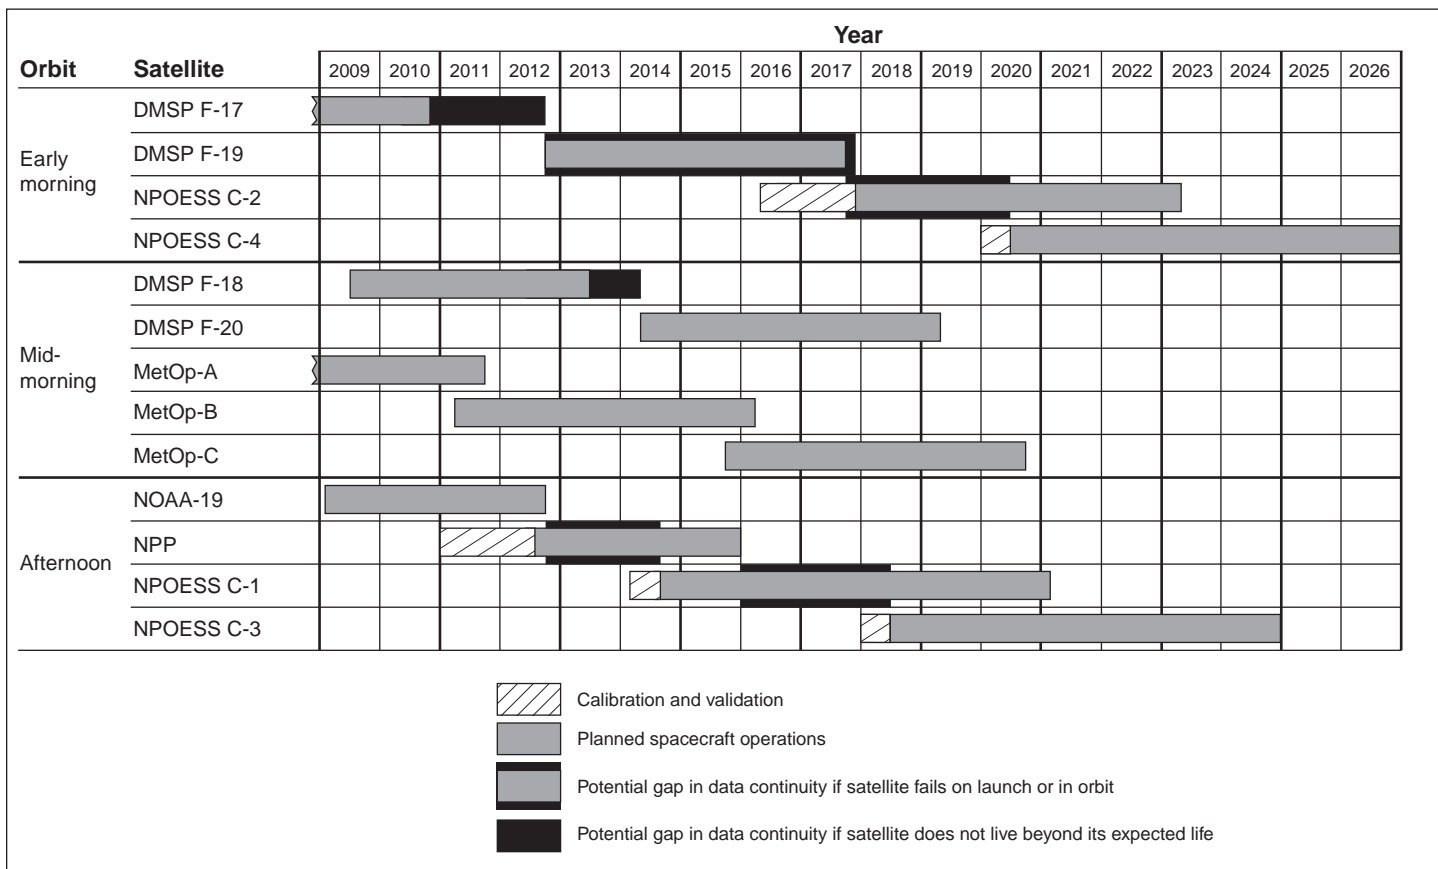 Year
Orbit Satellite 2009 2010 2011 2012 2013 2014 2015 2016 2017 2018 2019 2020 2021 2022 2023 2024 2025 2026
Early
morning
DMSP F-17
DMSP F-19
NPOESS C-2
NPOESS C-4
Mid-
morning
DMSP F-18
DMSP F-20
MetOp-A
MetOp-B
MetOp-C
Afternoon
NOAA-19
NPP
NPOESS C-1
NPOESS C-3
Calibration and validation
Planned spacecraft operations
Potential gap in data continuity if satellite fails on launch or in orbit
Potential gap in data continuity if satellite does not live beyond its expected life